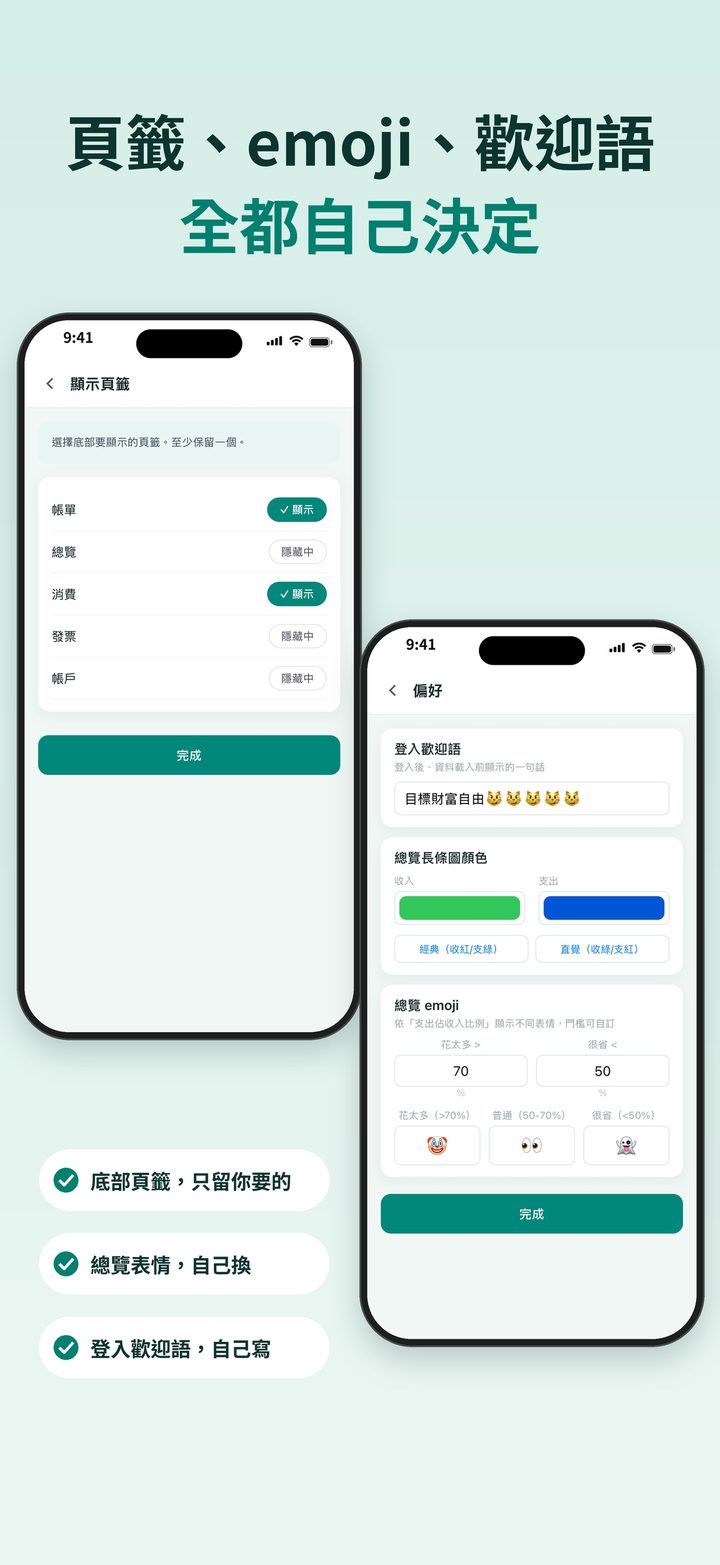 頁籤、emoji、歡迎語
全都自己決定
9:41
顯示頁籤
選擇底部要顯示的頁籤。至少保留一個。
帳單 ✓ 顯示
總覽 隱藏中
消費 ✓ 顯示
發票 隱藏中
帳戶 隱藏中
完成
9:41
偏好
登入歡迎語
登入後、資料載入前顯示的一句話
目標財富自由😼😼😼😼😼
總覽長條圖顏色
收入 支出
經典（收紅/支綠） 直覺（收綠/支紅）
總覽 emoji
依「支出佔收入比例」顯示不同表情，門檻可自訂
花太多 > 很省 <
70 50
% %
花太多（>70%） 普通（50-70%） 很省（<50%）
🤡 👀 👻
完成
底部頁籤，只留你要的
總覽表情，自己換
登入歡迎語，自己寫